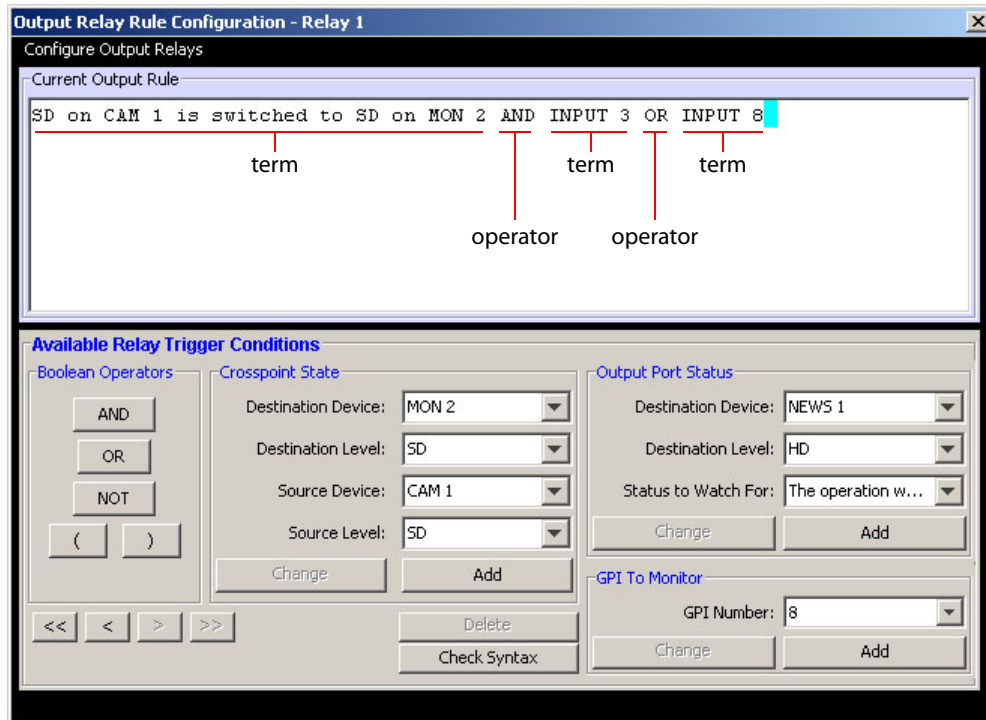 Output Relay Rule Configuration - Relay 1
Configure Output Relays
Current Output Rule
SD on CAM 1 is switched to SD on MON 2 AND INPUT 3 OR INPUT 8
term term term
operator operator
Available Relay Trigger Conditions
Boolean Operators
AND
OR
NOT
( )
Crosspoint State
Destination Device: MON 2
Destination Level: SD
Source Device: CAM 1
Source Level: SD
Change Add
Output Port Status
Destination Device: NEWS 1
Destination Level: HD
Status to Watch For: The operation w...
Change Add
GPI To Monitor
GPI Number: 8
Change Add
<< < > >>
Delete
Check Syntax